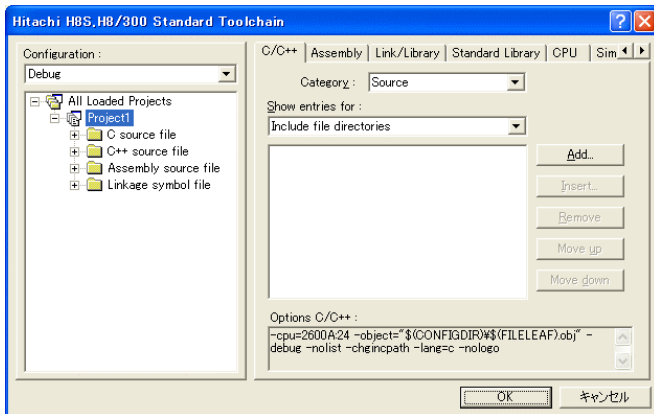 Hitachi H8S,H8/300 Standard Toolchain
Configuration :
Debug
All Loaded Projects
Project1
C source file
C++ source file
Assembly source file
Linkage symbol file
C/C++ Assembly Link/Library Standard Library CPU Sim
Category : Source
Show entries for :
Include file directories
Add...
Insert...
Remove
Move up
Move down
Options C/C++ :
-cpu=2600A:24 -object="$(CONFIGDIR)¥$(FILELEAF).obj" -
debug -nolist -chgincpath -lang=c -nologo
OK キャンセル